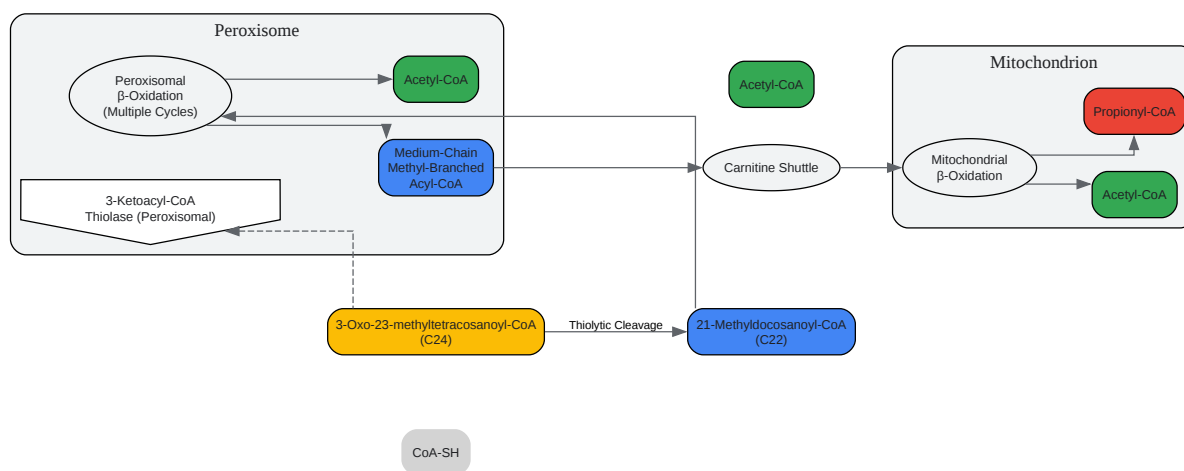 Peroxisome
Peroxisomal
β-Oxidation
(Multiple Cycles)
Acetyl-CoA
Medium-Chain
Methyl-Branched
Acyl-CoA
3-Ketoacyl-CoA
Thiolase (Peroxisomal)
Acetyl-CoA
Carnitine Shuttle
Mitochondrion
Mitochondrial
β-Oxidation
Propionyl-CoA
Acetyl-CoA
3-Oxo-23-methyltetracosanoyl-CoA
(C24)
Thiolytic Cleavage
21-Methyldocosanoyl-CoA
(C22)
CoA-SH